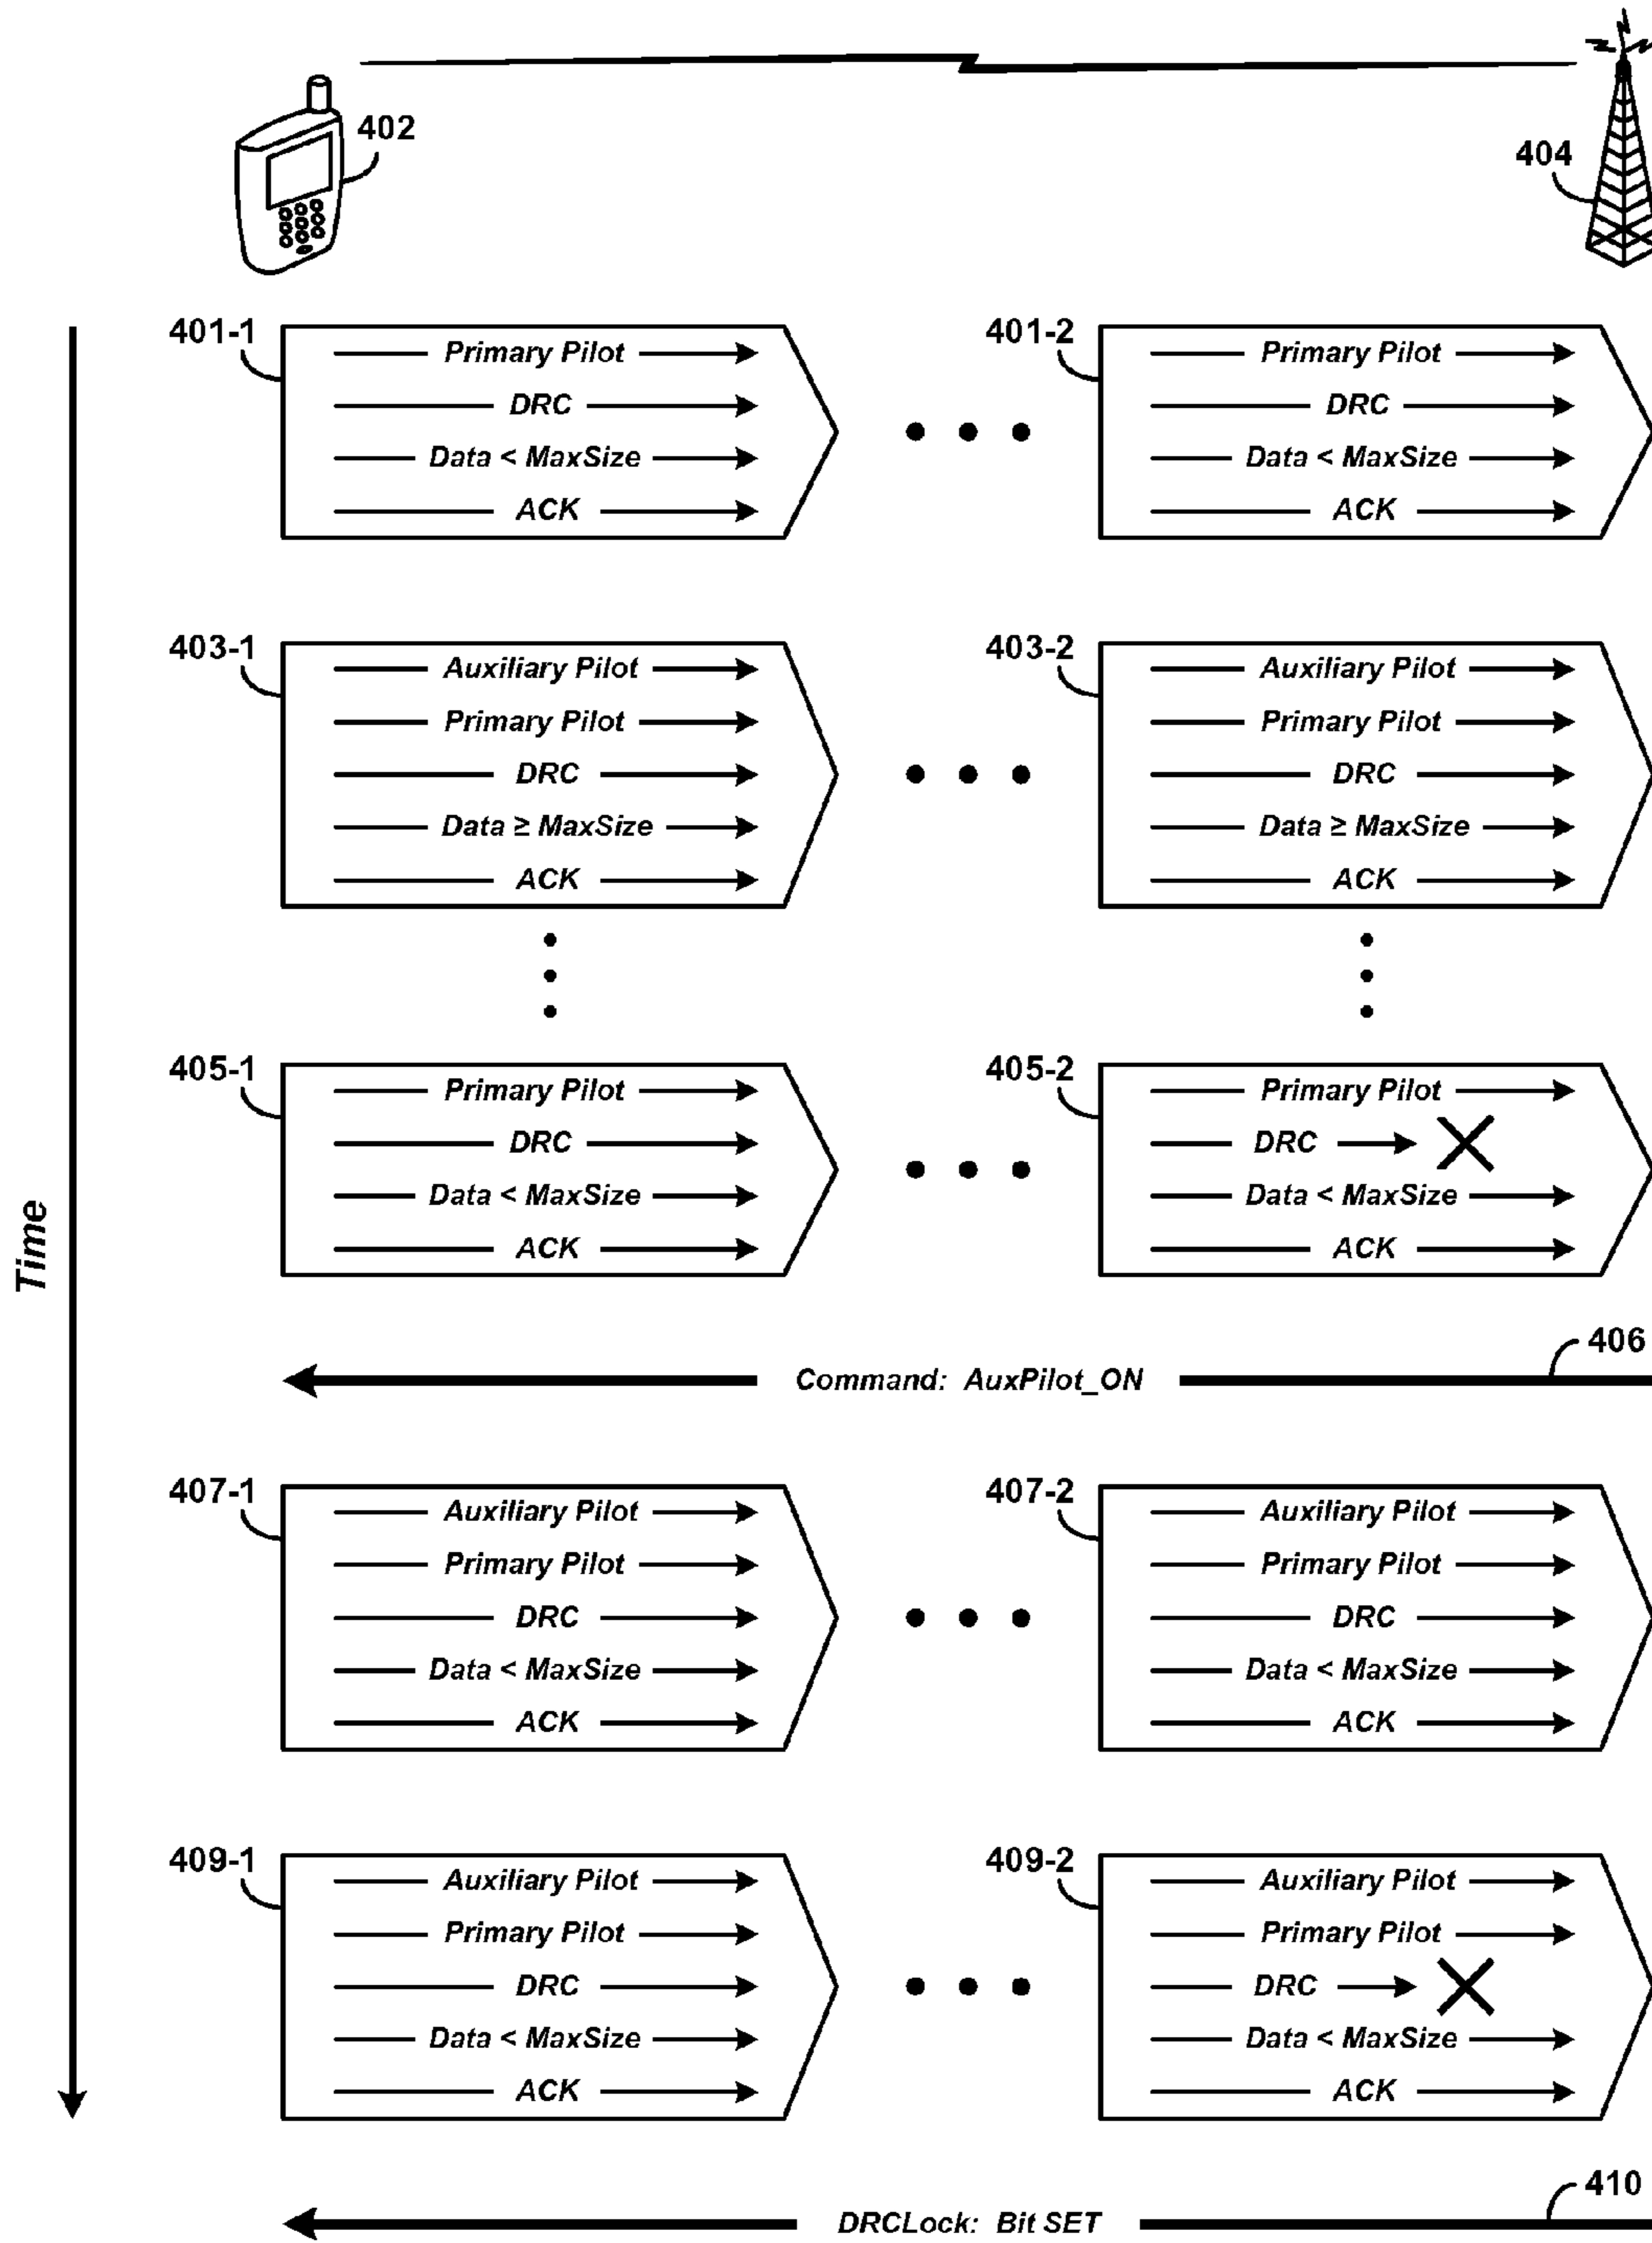 402
404
401-1
Primary Pilot
DRC
Data < MaxSize
ACK
401-2
Primary Pilot
DRC
Data < MaxSize
ACK
403-1
Auxiliary Pilot
Primary Pilot
DRC
Data ≥ MaxSize
ACK
403-2
Auxiliary Pilot
Primary Pilot
DRC
Data ≥ MaxSize
ACK
405-1
Primary Pilot
DRC
Data < MaxSize
ACK
405-2
Primary Pilot
DRC
Data < MaxSize
ACK
Time
406
Command: AuxPilot_ON
407-1
Auxiliary Pilot
Primary Pilot
DRC
Data < MaxSize
ACK
407-2
Auxiliary Pilot
Primary Pilot
DRC
Data < MaxSize
ACK
409-1
Auxiliary Pilot
Primary Pilot
DRC
Data < MaxSize
ACK
409-2
Auxiliary Pilot
Primary Pilot
DRC
Data < MaxSize
ACK
410
DRCLock: Bit SET